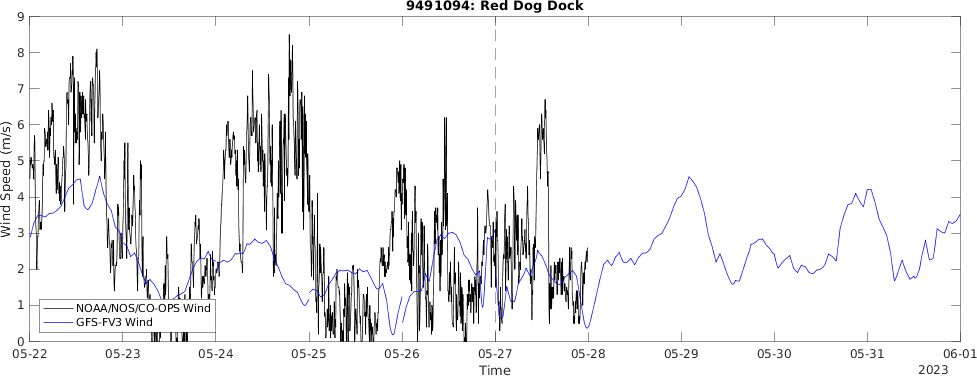 9491094: Red Dog Dock
9
8
7
6
5
4
3
2
1
0
Wind Speed (m/s)
NOAA/NOS/CO-OPS Wind
GFS-FV3 Wind
05-22 05-23 05-24 05-25 05-26 05-27 05-28 05-29 05-30 05-31 06-01
Time
2023